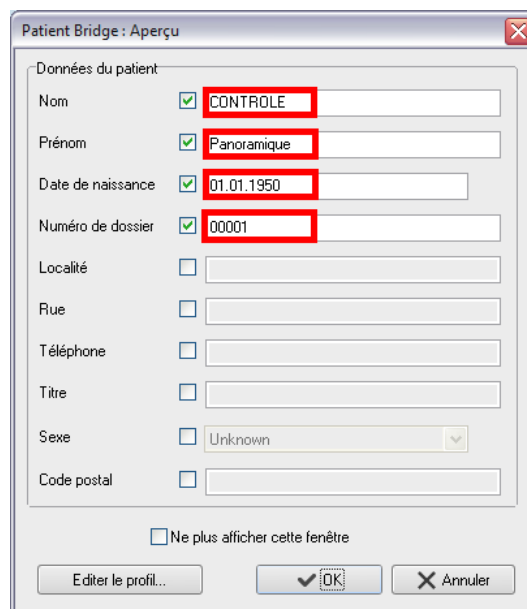 Patient Bridge : Aperçu
Données du patient
Nom CONTROLE
Prénom Panoramique
Date de naissance 01.01.1950
Numéro de dossier 00001
Localité
Rue
Téléphone
Titre
Sexe Unknown
Code postal
Ne plus afficher cette fenêtre
Editer le profil... OK Annuler